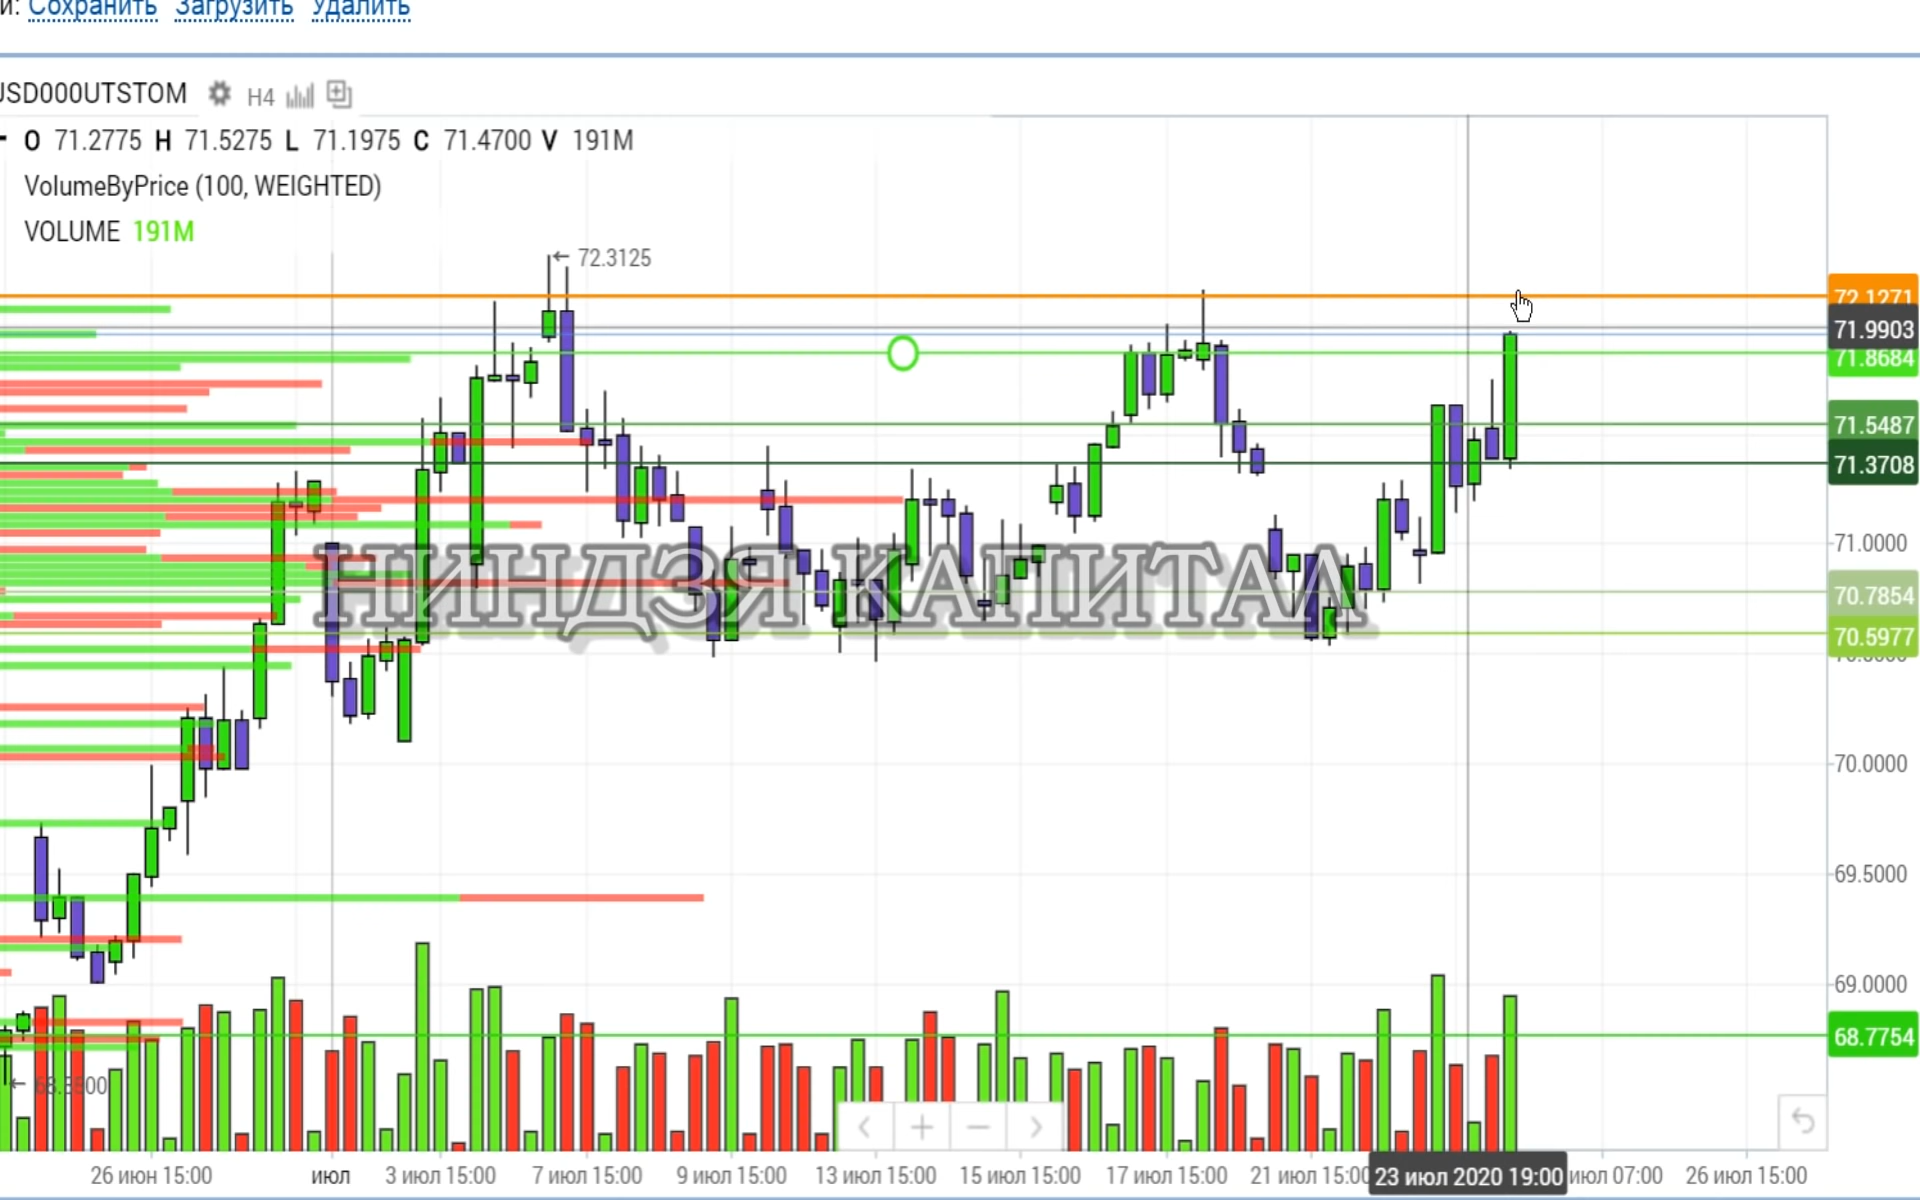 и: Сохранить Загрузить Удалить
USD000UTSTOM H4
O 71.2775 H 71.5275 L 71.1975 C 71.4700 V 191M
VolumeByPrice (100, WEIGHTED)
VOLUME 191M
← 72.3125
72.1271
71.9903
71.8684
71.5487
71.3708
71.0000
НИНДЗЯ КАПИТАЛ
70.7854
70.5977
70.5000
70.0000
69.5000
69.0000
68.7754
26 июн 15:00 июл 3 июл 15:00 7 июл 15:00 9 июл 15:00 13 июл 15:00 15 июл 15:00 17 июл 15:00 21 июл 15:00 23 июл 2020 19:00 июл 07:00 26 июл 15:00